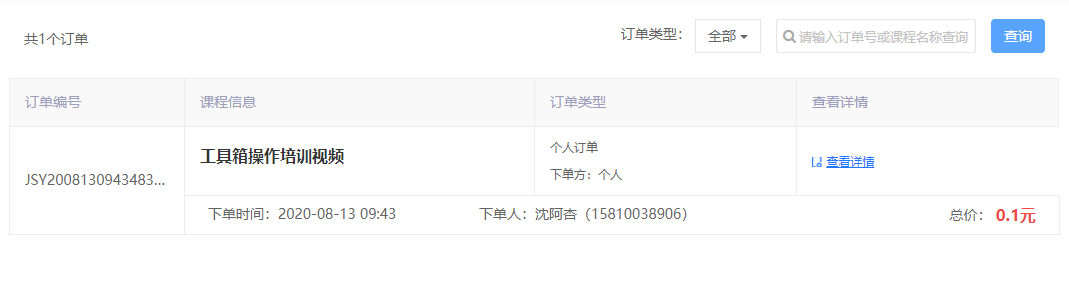 共1个订单
订单类型：
全部
请输入订单号或课程名称查询
查询
订单编号
课程信息
订单类型
查看详情
JSY2008130943483...
工具箱操作培训视频
个人订单
下单方：个人
查看详情
下单时间：2020-08-13 09:43
下单人：沈阿杏（15810038906）
总价：
0.1元